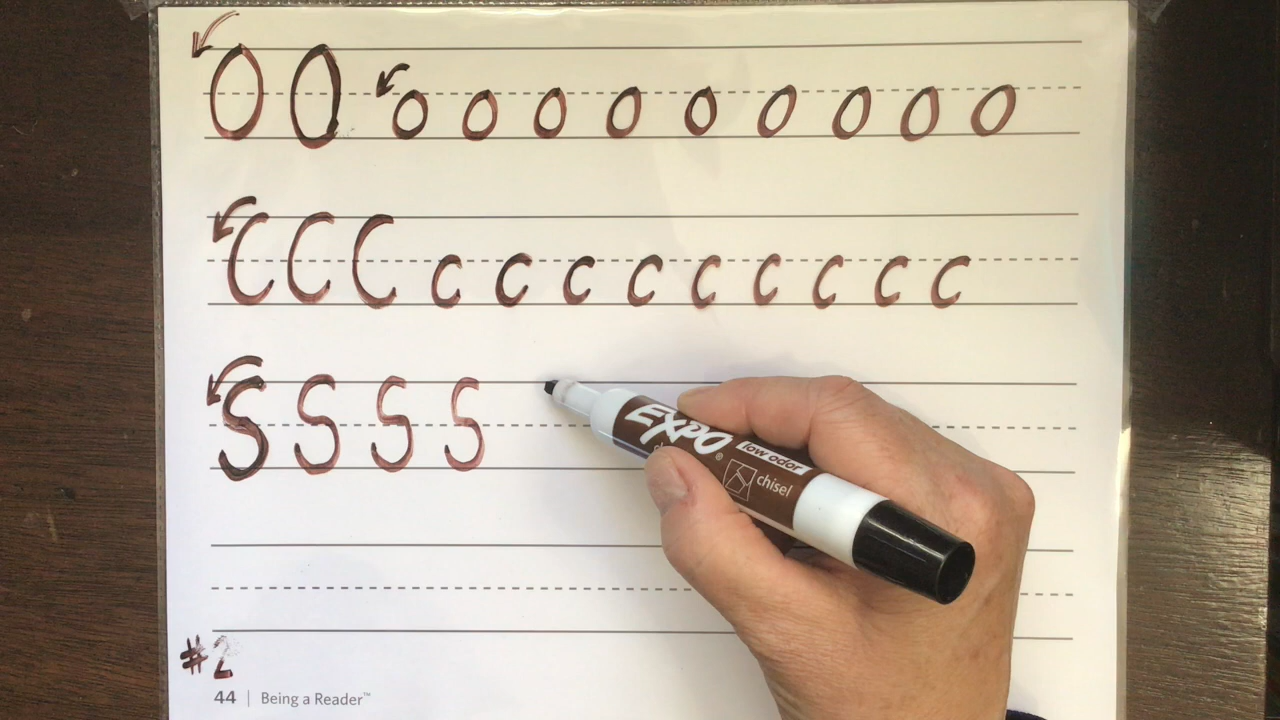 O O o o o o o o o o o
C C C c c c c c c c c c
S S S S
EXPO®
low odor
chisel
#2
44 | Being a Reader™